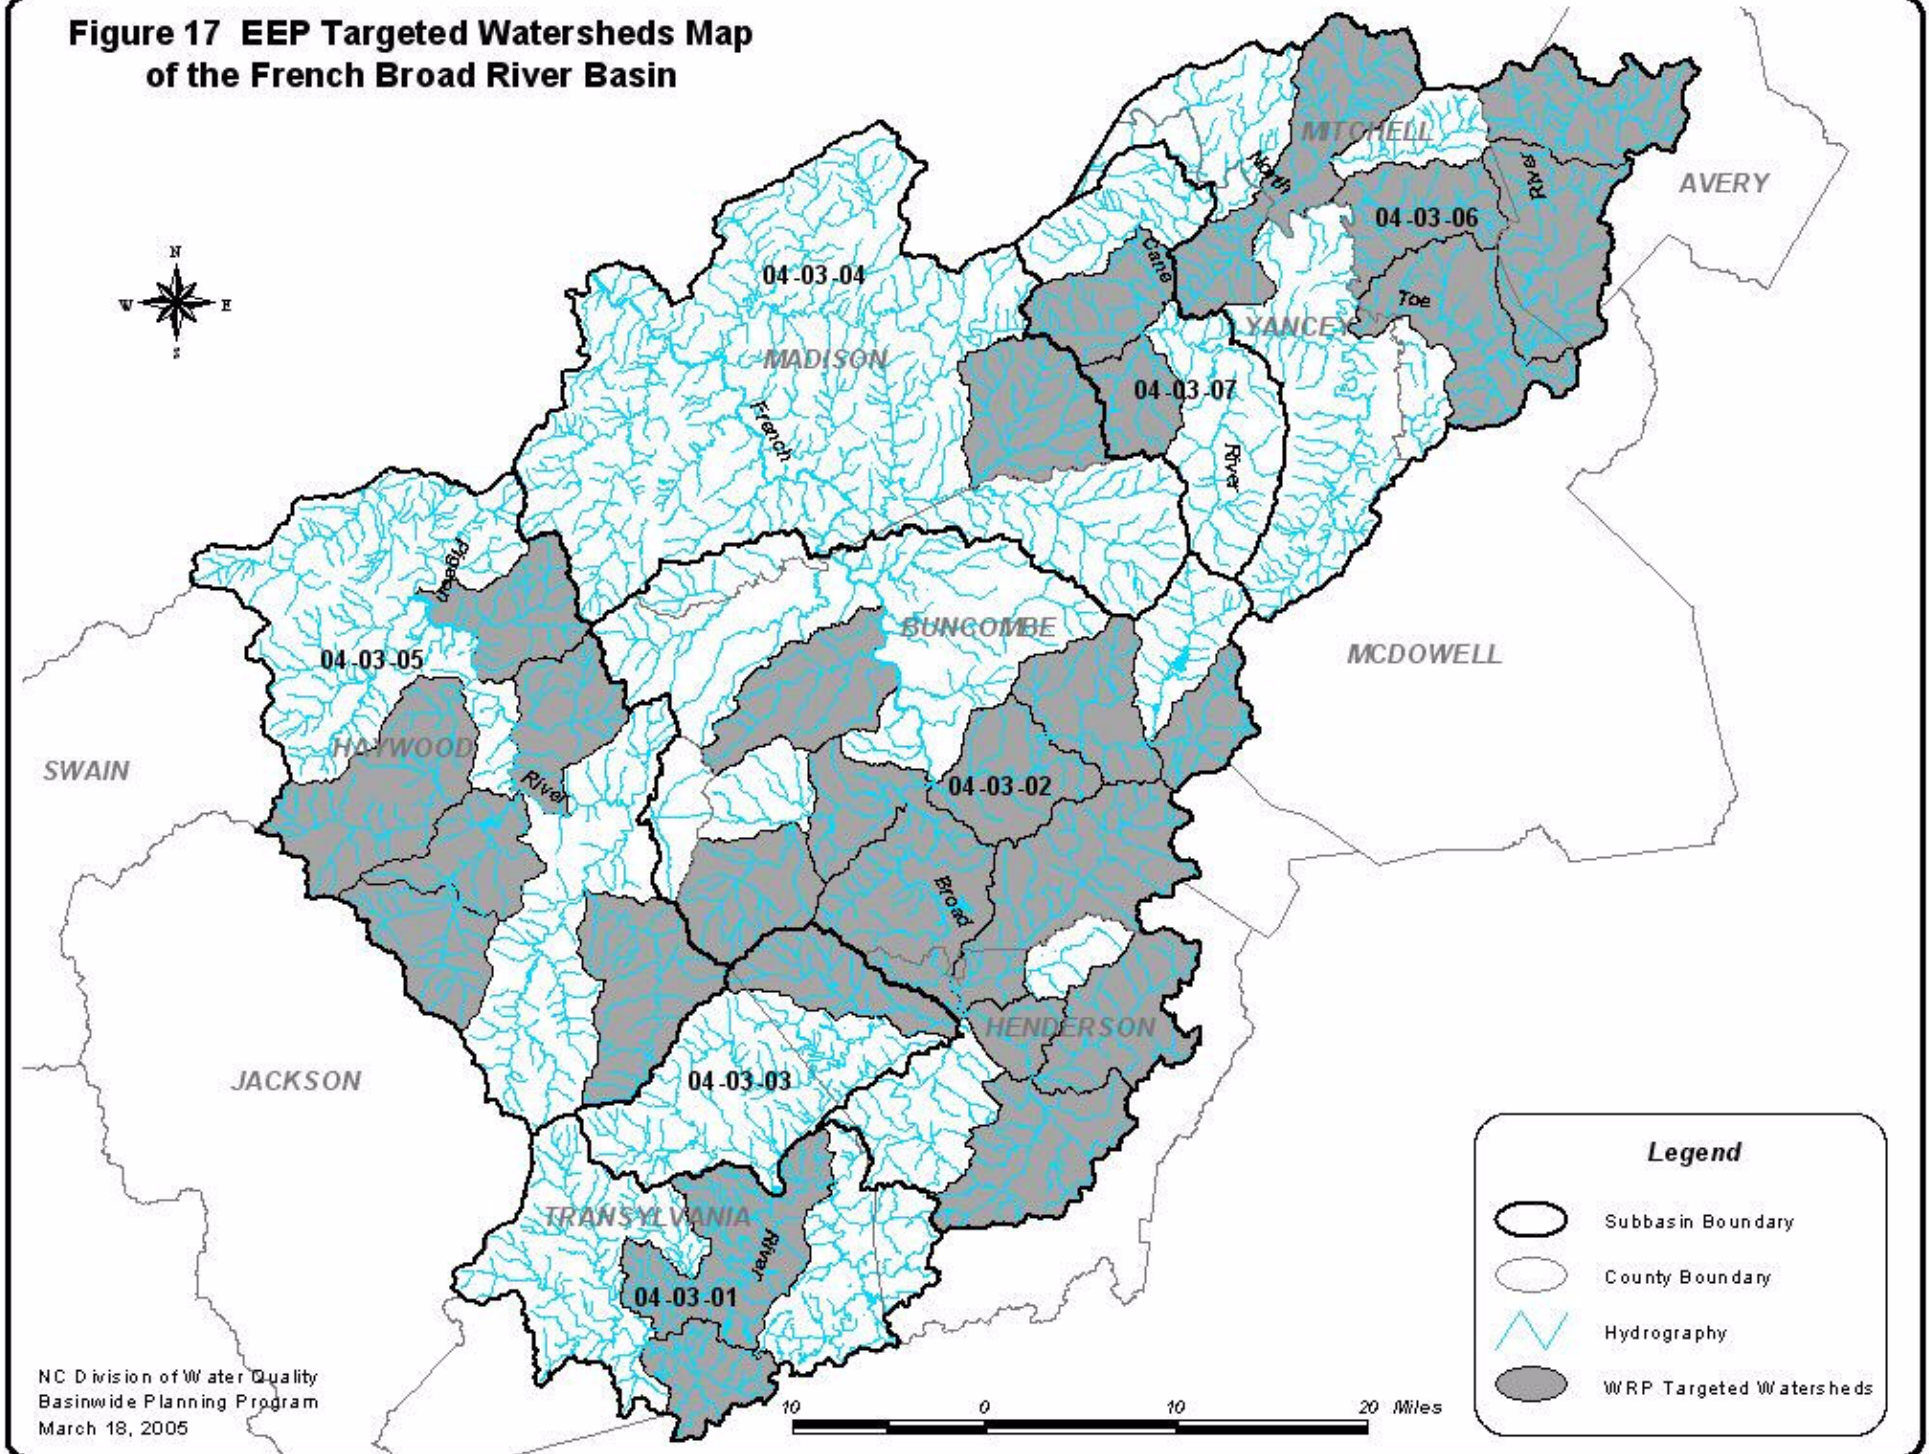 Figure 17 EEP Targeted Watersheds Map
of the French Broad River Basin
N
W
E
S
MITCHELL
North
River
AVERY
04-03-06
04-03-04
Cane
Toe
YANCEY
MADISON
04-03-07
French
River
Pigeon
BUNCOMBE
04-03-05
MCDOWELL
HAYWOOD
SWAIN
River
04-03-02
Broad
HENDERSON
JACKSON
04-03-03
TRANSYLVANIA
River
04-03-01
Legend
Subbasin Boundary
County Boundary
Hydrography
WRP Targeted Watersheds
NC Division of Water Quality
Basinwide Planning Program
March 18, 2005
10 0 10 20 Miles